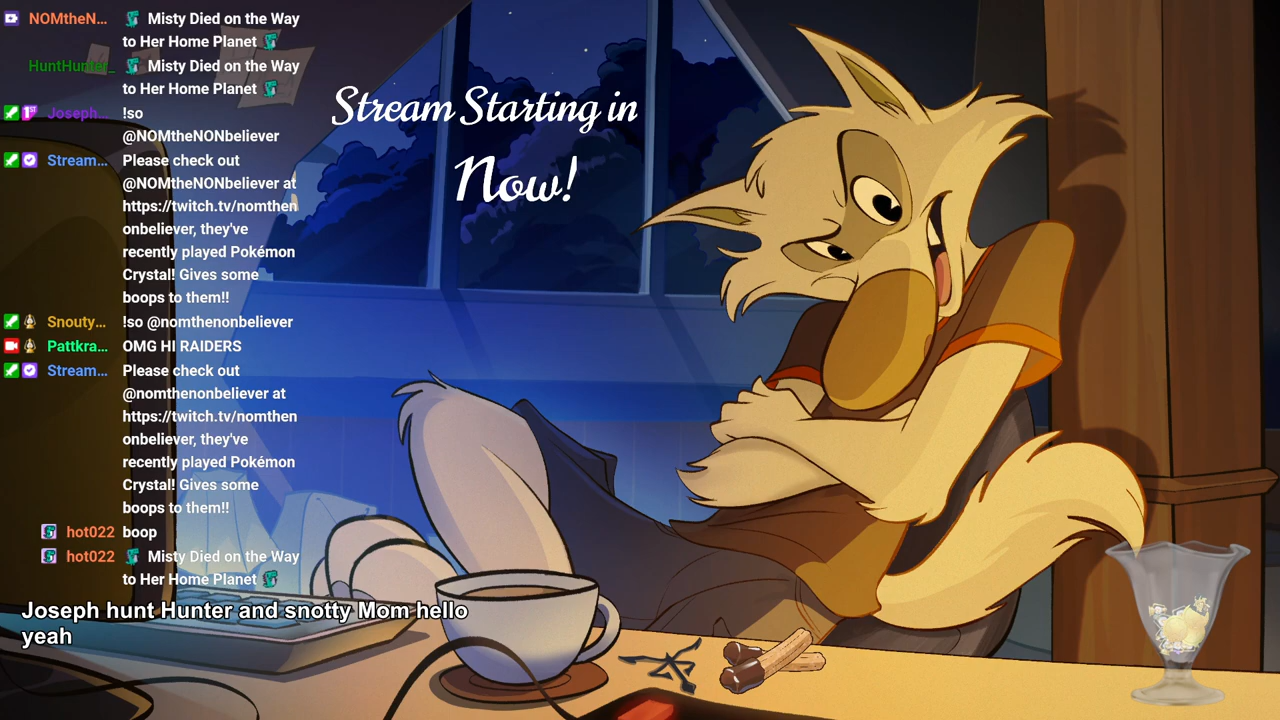 NOMtheN... Misty Died on the Way
to Her Home Planet
HuntHunter_ Misty Died on the Way
to Her Home Planet
Joseph... !so
@NOMtheNONbeliever
Stream... Please check out
@NOMtheNONbeliever at
https://twitch.tv/nomthen
onbeliever, they've
recently played Pokémon
Crystal! Gives some
boops to them!!
Snouty... !so @nomthenonbeliever
Pattkra... OMG HI RAIDERS
Stream... Please check out
@nomthenonbeliever at
https://twitch.tv/nomthen
onbeliever, they've
recently played Pokémon
Crystal! Gives some
boops to them!!
hot022 boop
hot022 Misty Died on the Way
to Her Home Planet
Joseph hunt Hunter and snotty Mom hello
yeah
Stream Starting in
Now!